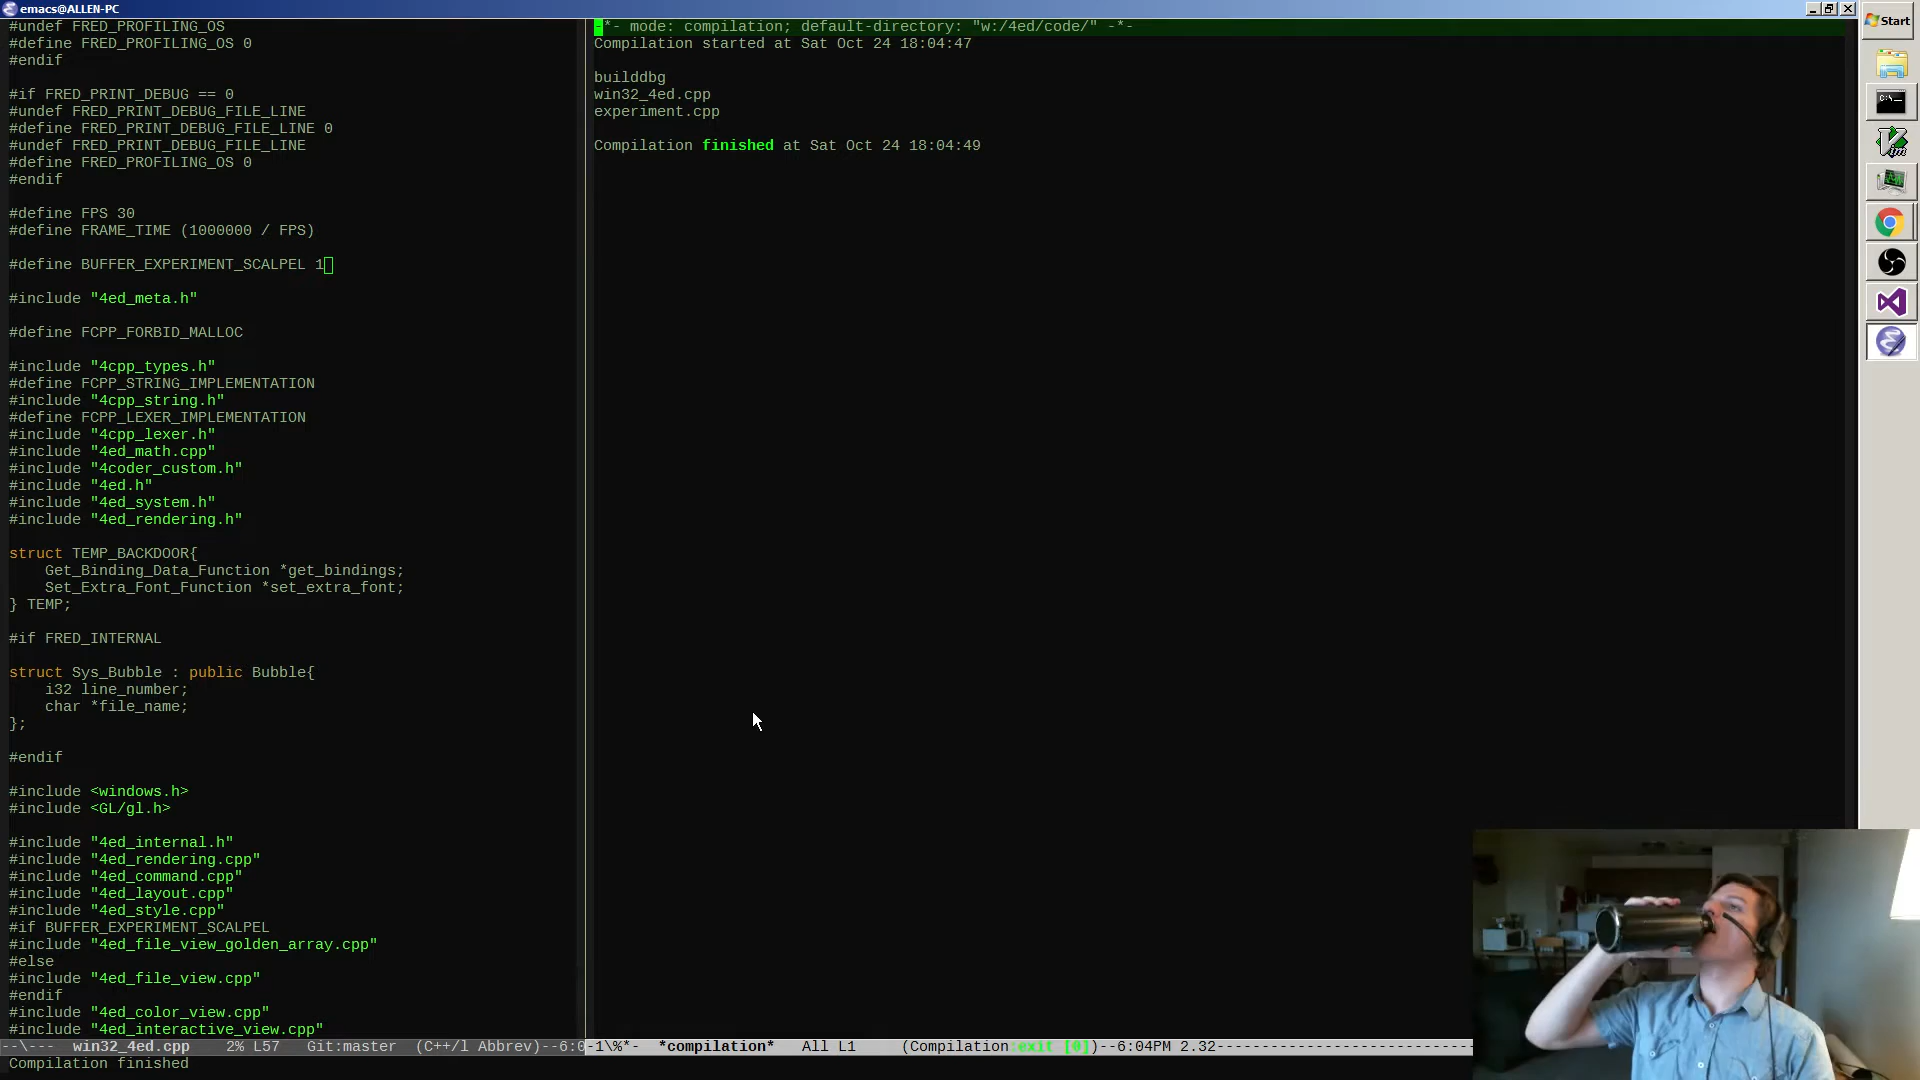 emacs@ALLEN-PC
#undef FRED_PROFILING_OS
#define FRED_PROFILING_OS 0
#endif
#if FRED_PRINT_DEBUG == 0
#undef FRED_PRINT_DEBUG_FILE_LINE
#define FRED_PRINT_DEBUG_FILE_LINE 0
#undef FRED_PRINT_DEBUG_FILE_LINE
#define FRED_PROFILING_OS 0
#endif
#define FPS 30
#define FRAME_TIME (1000000 / FPS)
#define BUFFER_EXPERIMENT_SCALPEL 1
#include "4ed_meta.h"
#define FCPP_FORBID_MALLOC
#include "4cpp_types.h"
#define FCPP_STRING_IMPLEMENTATION
#include "4cpp_string.h"
#define FCPP_LEXER_IMPLEMENTATION
#include "4cpp_lexer.h"
#include "4ed_math.cpp"
#include "4coder_custom.h"
#include "4ed.h"
#include "4ed_system.h"
#include "4ed_rendering.h"
struct TEMP_BACKDOOR{
    Get_Binding_Data_Function *get_bindings;
    Set_Extra_Font_Function *set_extra_font;
} TEMP;
#if FRED_INTERNAL
struct Sys_Bubble : public Bubble{
    i32 line_number;
    char *file_name;
};
#endif
#include <windows.h>
#include <GL/gl.h>
#include "4ed_internal.h"
#include "4ed_rendering.cpp"
#include "4ed_command.cpp"
#include "4ed_layout.cpp"
#include "4ed_style.cpp"
#if BUFFER_EXPERIMENT_SCALPEL
#include "4ed_file_view_golden_array.cpp"
#else
#include "4ed_file_view.cpp"
#endif
#include "4ed_color_view.cpp"
#include "4ed_interactive_view.cpp"
--\---  win32_4ed.cpp    2% L57   Git:master  (C++/l Abbrev)--6:0
Compilation finished
-*- mode: compilation; default-directory: "w:/4ed/code/" -*-
Compilation started at Sat Oct 24 18:04:47
builddbg
win32_4ed.cpp
experiment.cpp
Compilation finished at Sat Oct 24 18:04:49
-1\%*-  *compilation*   All L1     (Compilation:exit [0])--6:04PM 2.32-----------------------------
Start
C:\
Vim